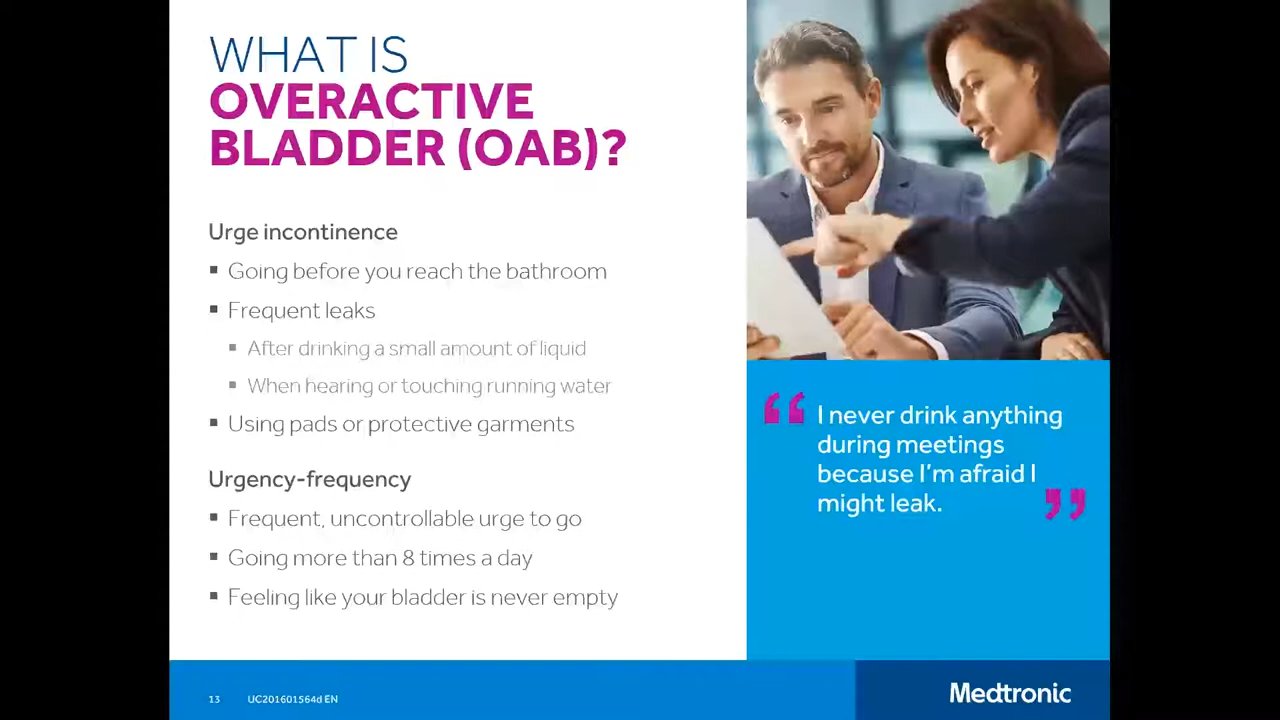 WHAT IS
OVERACTIVE
BLADDER (OAB)?
Urge incontinence
▪ Going before you reach the bathroom
▪ Frequent leaks
▪ After drinking a small amount of liquid
▪ When hearing or touching running water
▪ Using pads or protective garments
Urgency-frequency
▪ Frequent, uncontrollable urge to go
▪ Going more than 8 times a day
▪ Feeling like your bladder is never empty
“I never drink anything
during meetings
because I'm afraid I
might leak.”
13 UC201601564d EN
Medtronic